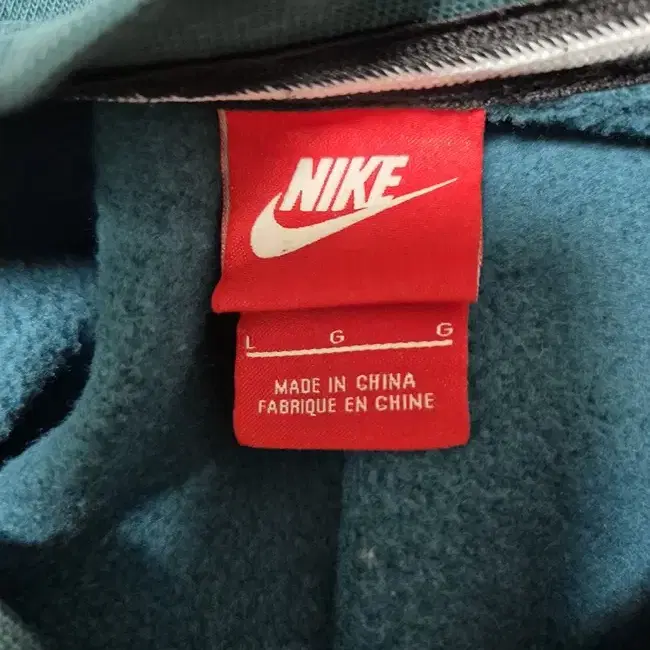 NIKE
L G G
MADE IN CHINA
FABRIQUE EN CHINE